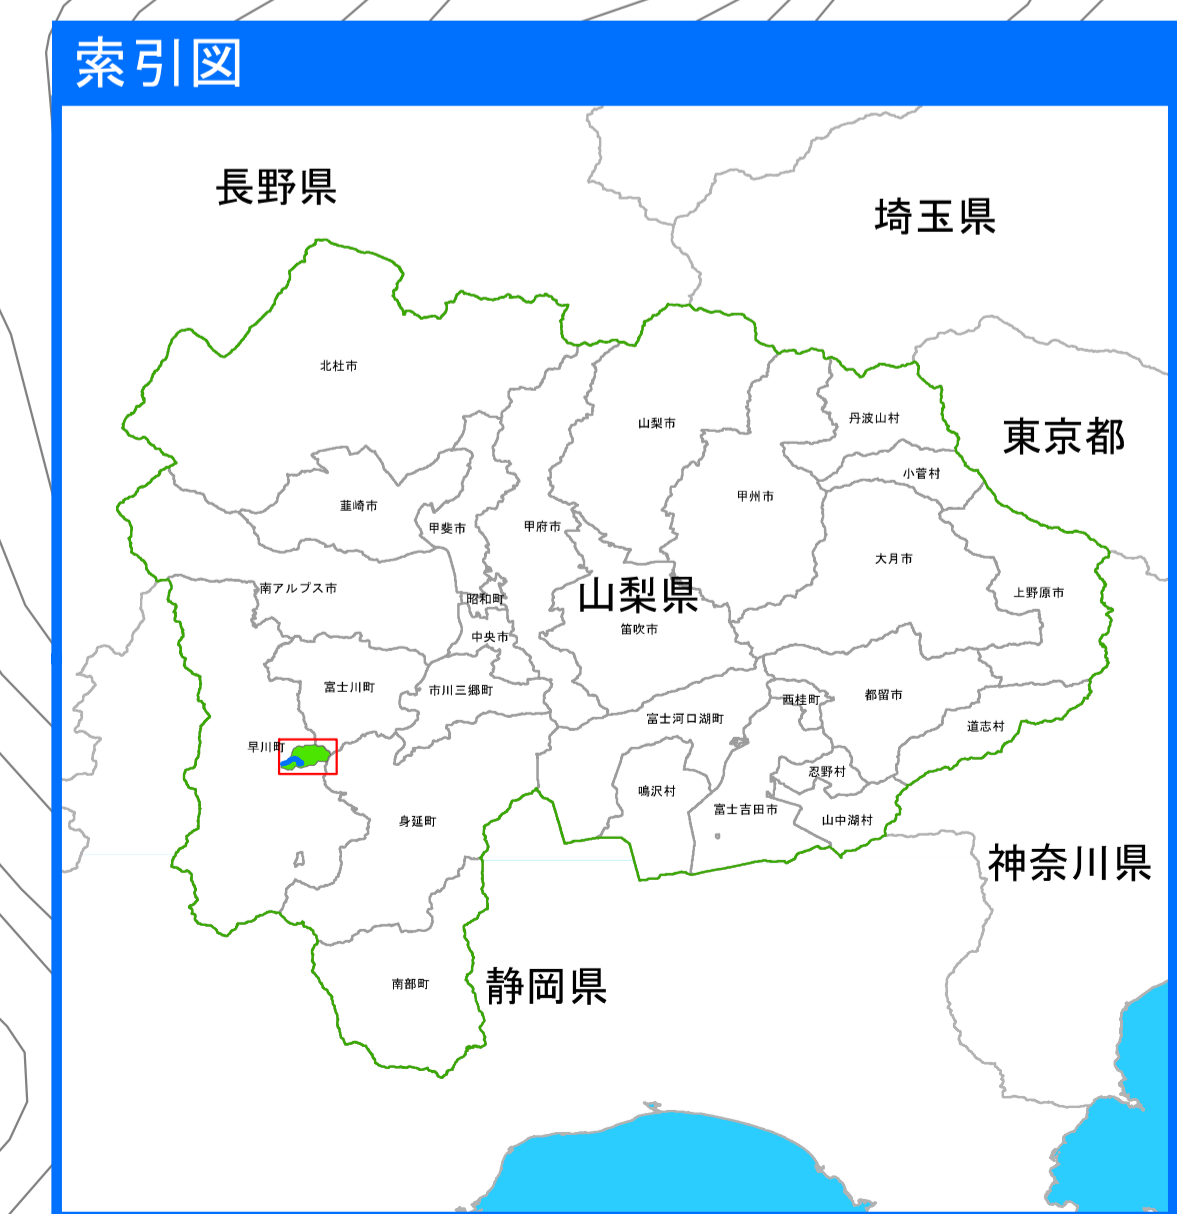 索引図
長野県
埼玉県
北杜市
山梨市
丹波山村
東京都
小菅村
韮崎市
甲州市
甲斐市
甲府市
大月市
南アルプス市
昭和町
山梨県
上野原市
笛吹市
中央市
富士川町
市川三郷町
西桂町
都留市
富士河口湖町
道志村
早川町
忍野村
鳴沢村
富士吉田市
山中湖村
身延町
神奈川県
南部町
静岡県